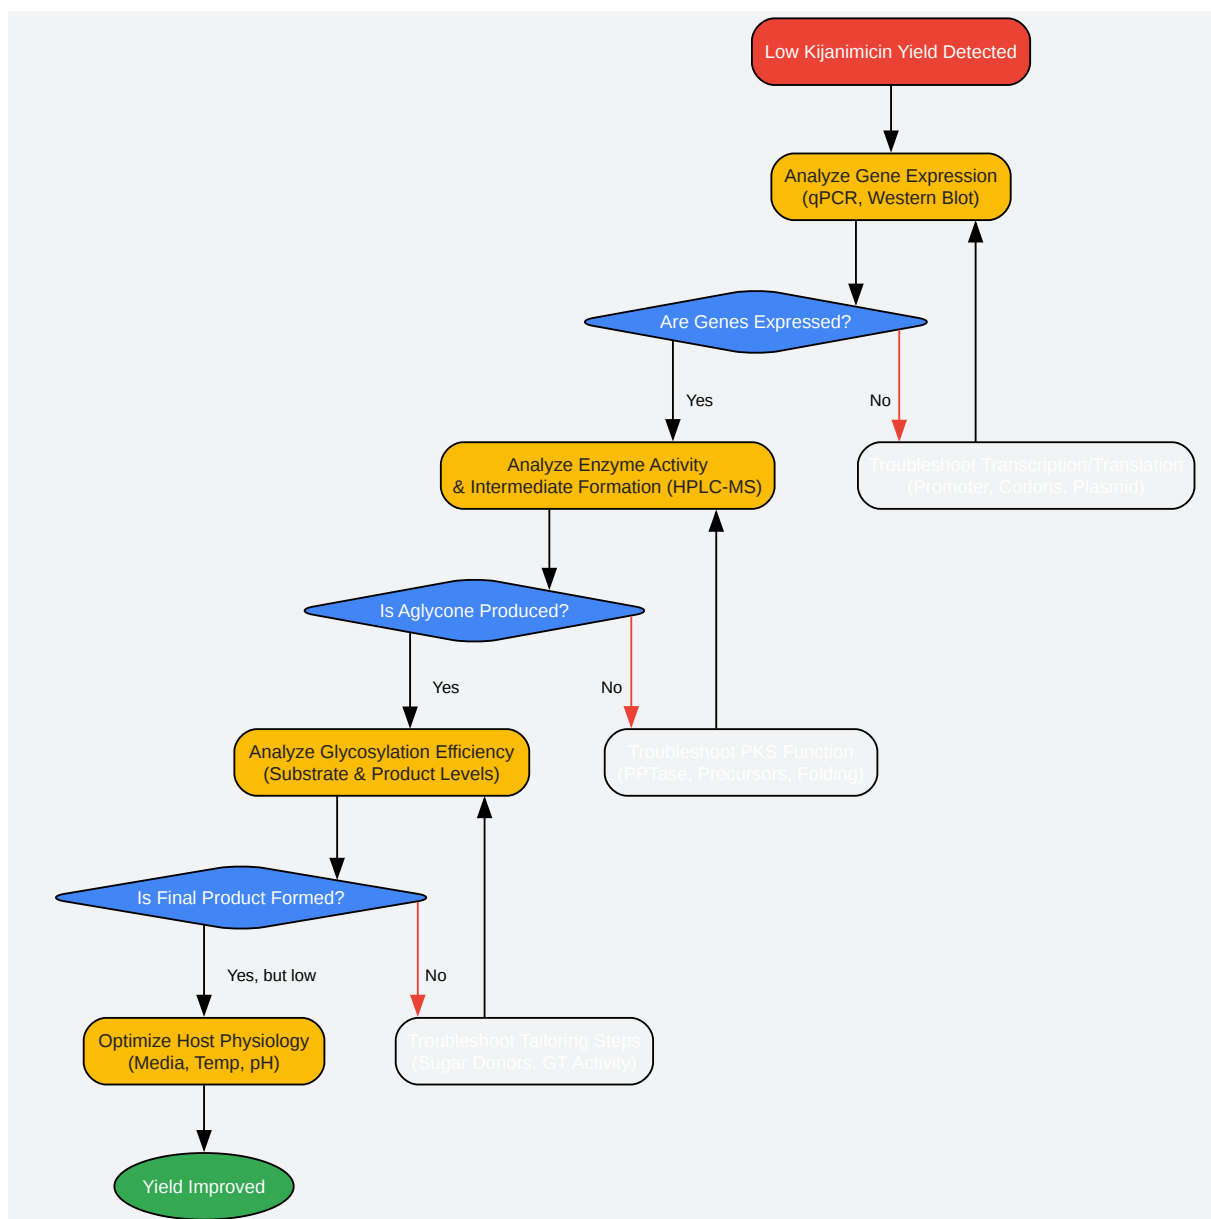 Low Kijanimicin Yield Detected
Analyze Gene Expression
(qPCR, Western Blot)
Are Genes Expressed?
Yes
No
Analyze Enzyme Activity
& Intermediate Formation (HPLC-MS)
Troubleshoot Transcription/Translation
(Promoter, Codons, Plasmid)
Is Aglycone Produced?
Yes
No
Analyze Glycosylation Efficiency
(Substrate & Product Levels)
Troubleshoot PKS Function
(PPTase, Precursors, Folding)
Is Final Product Formed?
Yes, but low
No
Optimize Host Physiology
(Media, Temp, pH)
Troubleshoot Tailoring Steps
(Sugar Donors, GT Activity)
Yield Improved